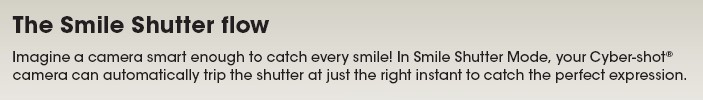 The Smile Shutter flow
Imagine a camera smart enough to catch every smile! In Smile Shutter Mode, your Cyber-shot®
camera can automatically trip the shutter at just the right instant to catch the perfect expression.